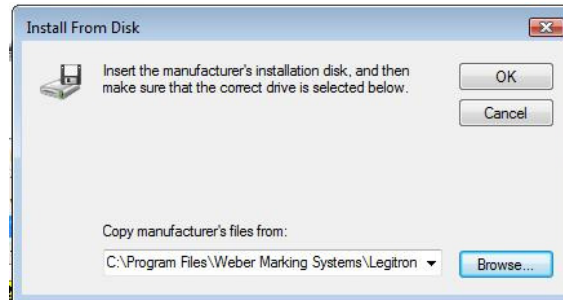 Install From Disk
Insert the manufacturer's installation disk, and then
make sure that the correct drive is selected below.
OK
Cancel
Copy manufacturer's files from:
C:\Program Files\Weber Marking Systems\Legitron
Browse...